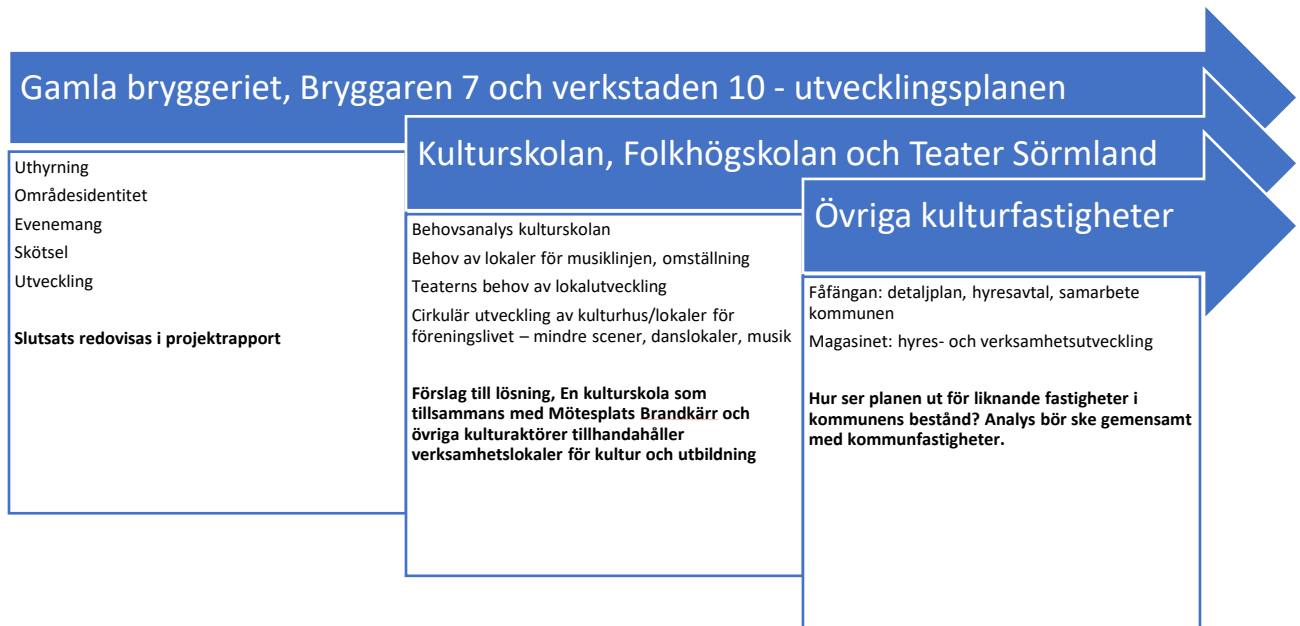 Gamla bryggeriet, Bryggaren 7 och verkstaden 10 - utvecklingsplanen
Uthyrning
Områdesidentitet
Evenemang
Skötsel
Utveckling
Slutsats redovisas i projektrapport
Kulturskolan, Folkhögskolan och Teater Sörmland
Behovsanalys kulturskolan
Behov av lokaler för musiklinjen, omställning
Teaterns behov av lokalutveckling
Cirkulär utveckling av kulturhus/lokaler för
föreningslivet – mindre scener, danslokaler, musik
Förslag till lösning, En kulturskola som
tillsammans med Mötesplats Brandkärr och
övriga kulturaktörer tillhandahåller
verksamhetslokaler för kultur och utbildning
Övriga kulturfastigheter
Fåfängan: detaljplan, hyresavtal, samarbete
kommunen
Magasinet: hyres- och verksamhetsutveckling
Hur ser planen ut för liknande fastigheter i
kommunens bestånd? Analys bör ske gemensamt
med kommunfastigheter.